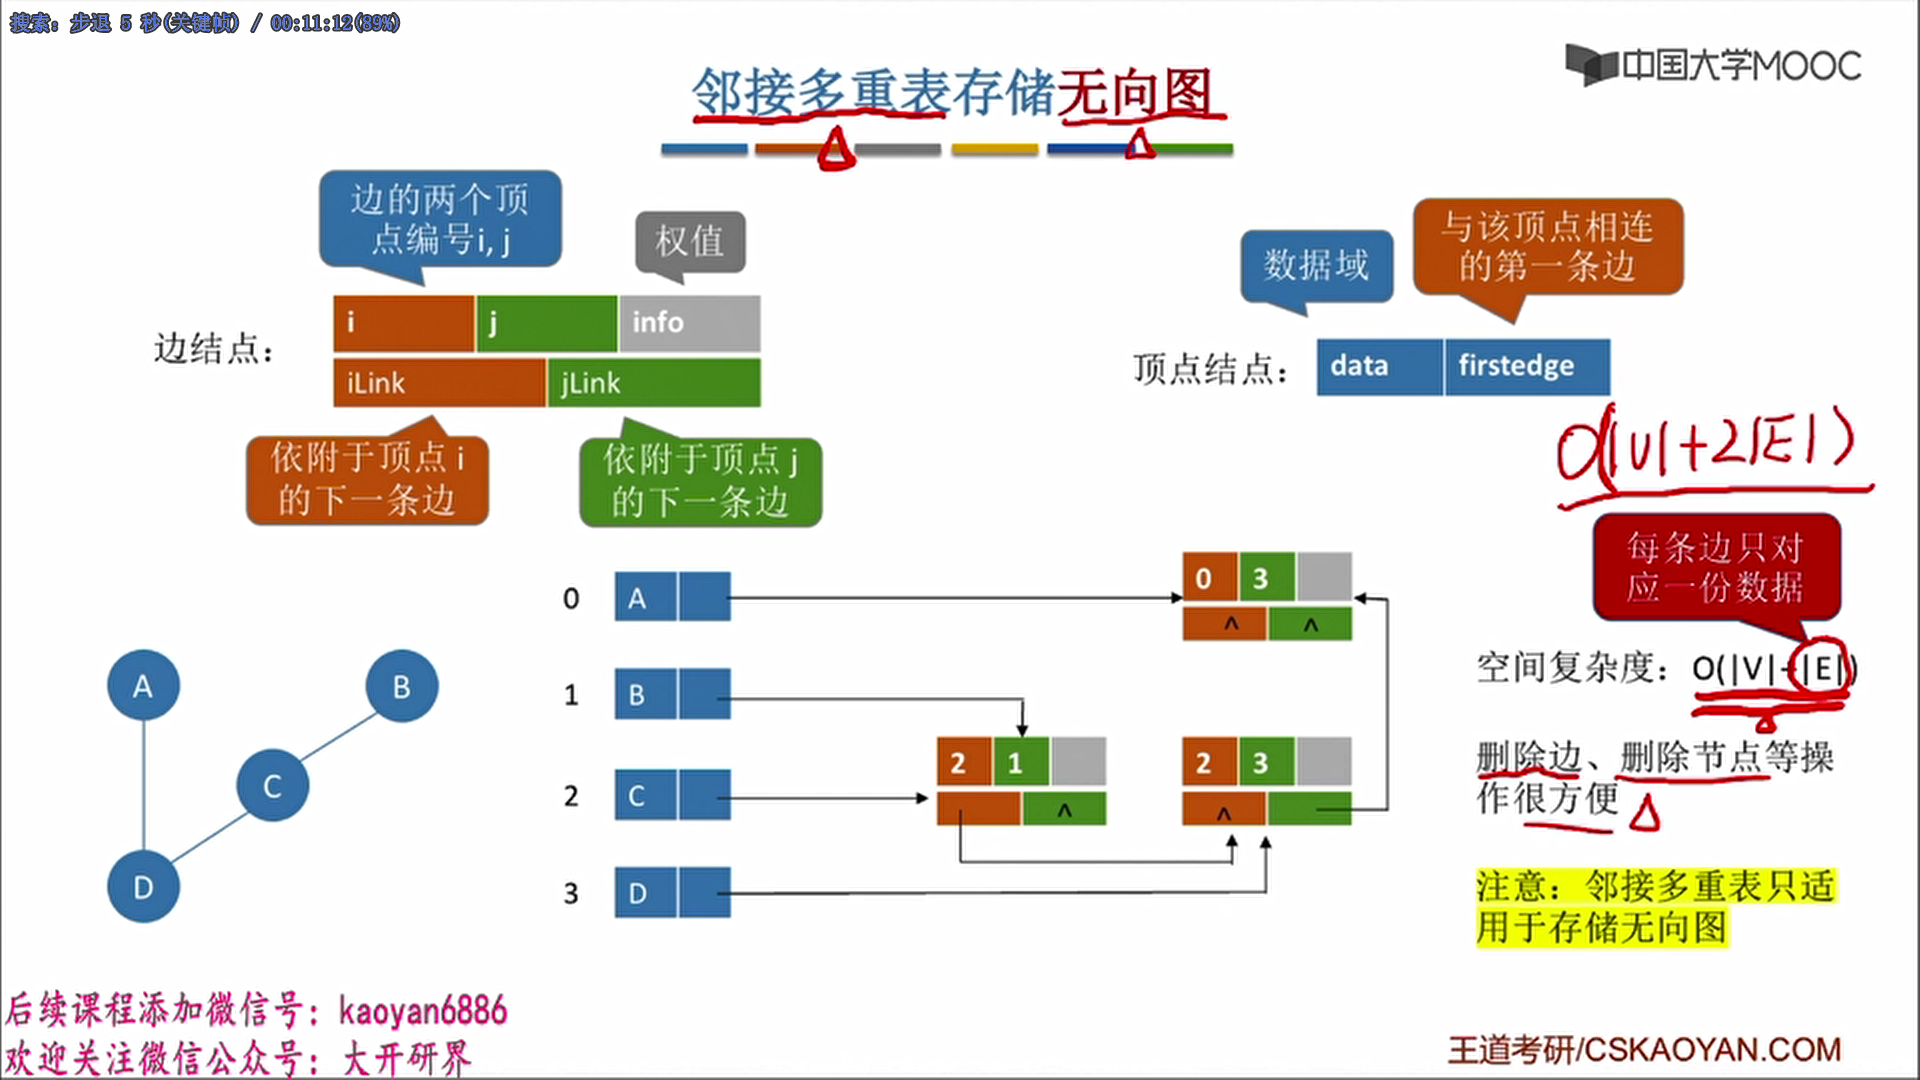 搜索: 步退 5 秒(关键帧) / 00:11:12(89%)
中国大学MOOC
邻接多重表存储无向图
边的两个顶
点编号i, j
权值
数据域
与该顶点相连
的第一条边
边结点:
i j info
iLink jLink
顶点结点:
data firstedge
依附于顶点 i
的下一条边
依附于顶点 j
的下一条边
O(|V|+2|E|)
每条边只对
应一份数据
空间复杂度: O(|V|+|E|)
删除边、删除节点等操
作很方便
注意: 邻接多重表只适
用于存储无向图
A
B
C
D
0 A
1 B
2 C
3 D
0 3
^ ^
2 1
^
2 3
^
后续课程添加微信号: kaoyan6886
欢迎关注微信公众号: 大开研界
王道考研/CSKAOYAN.COM